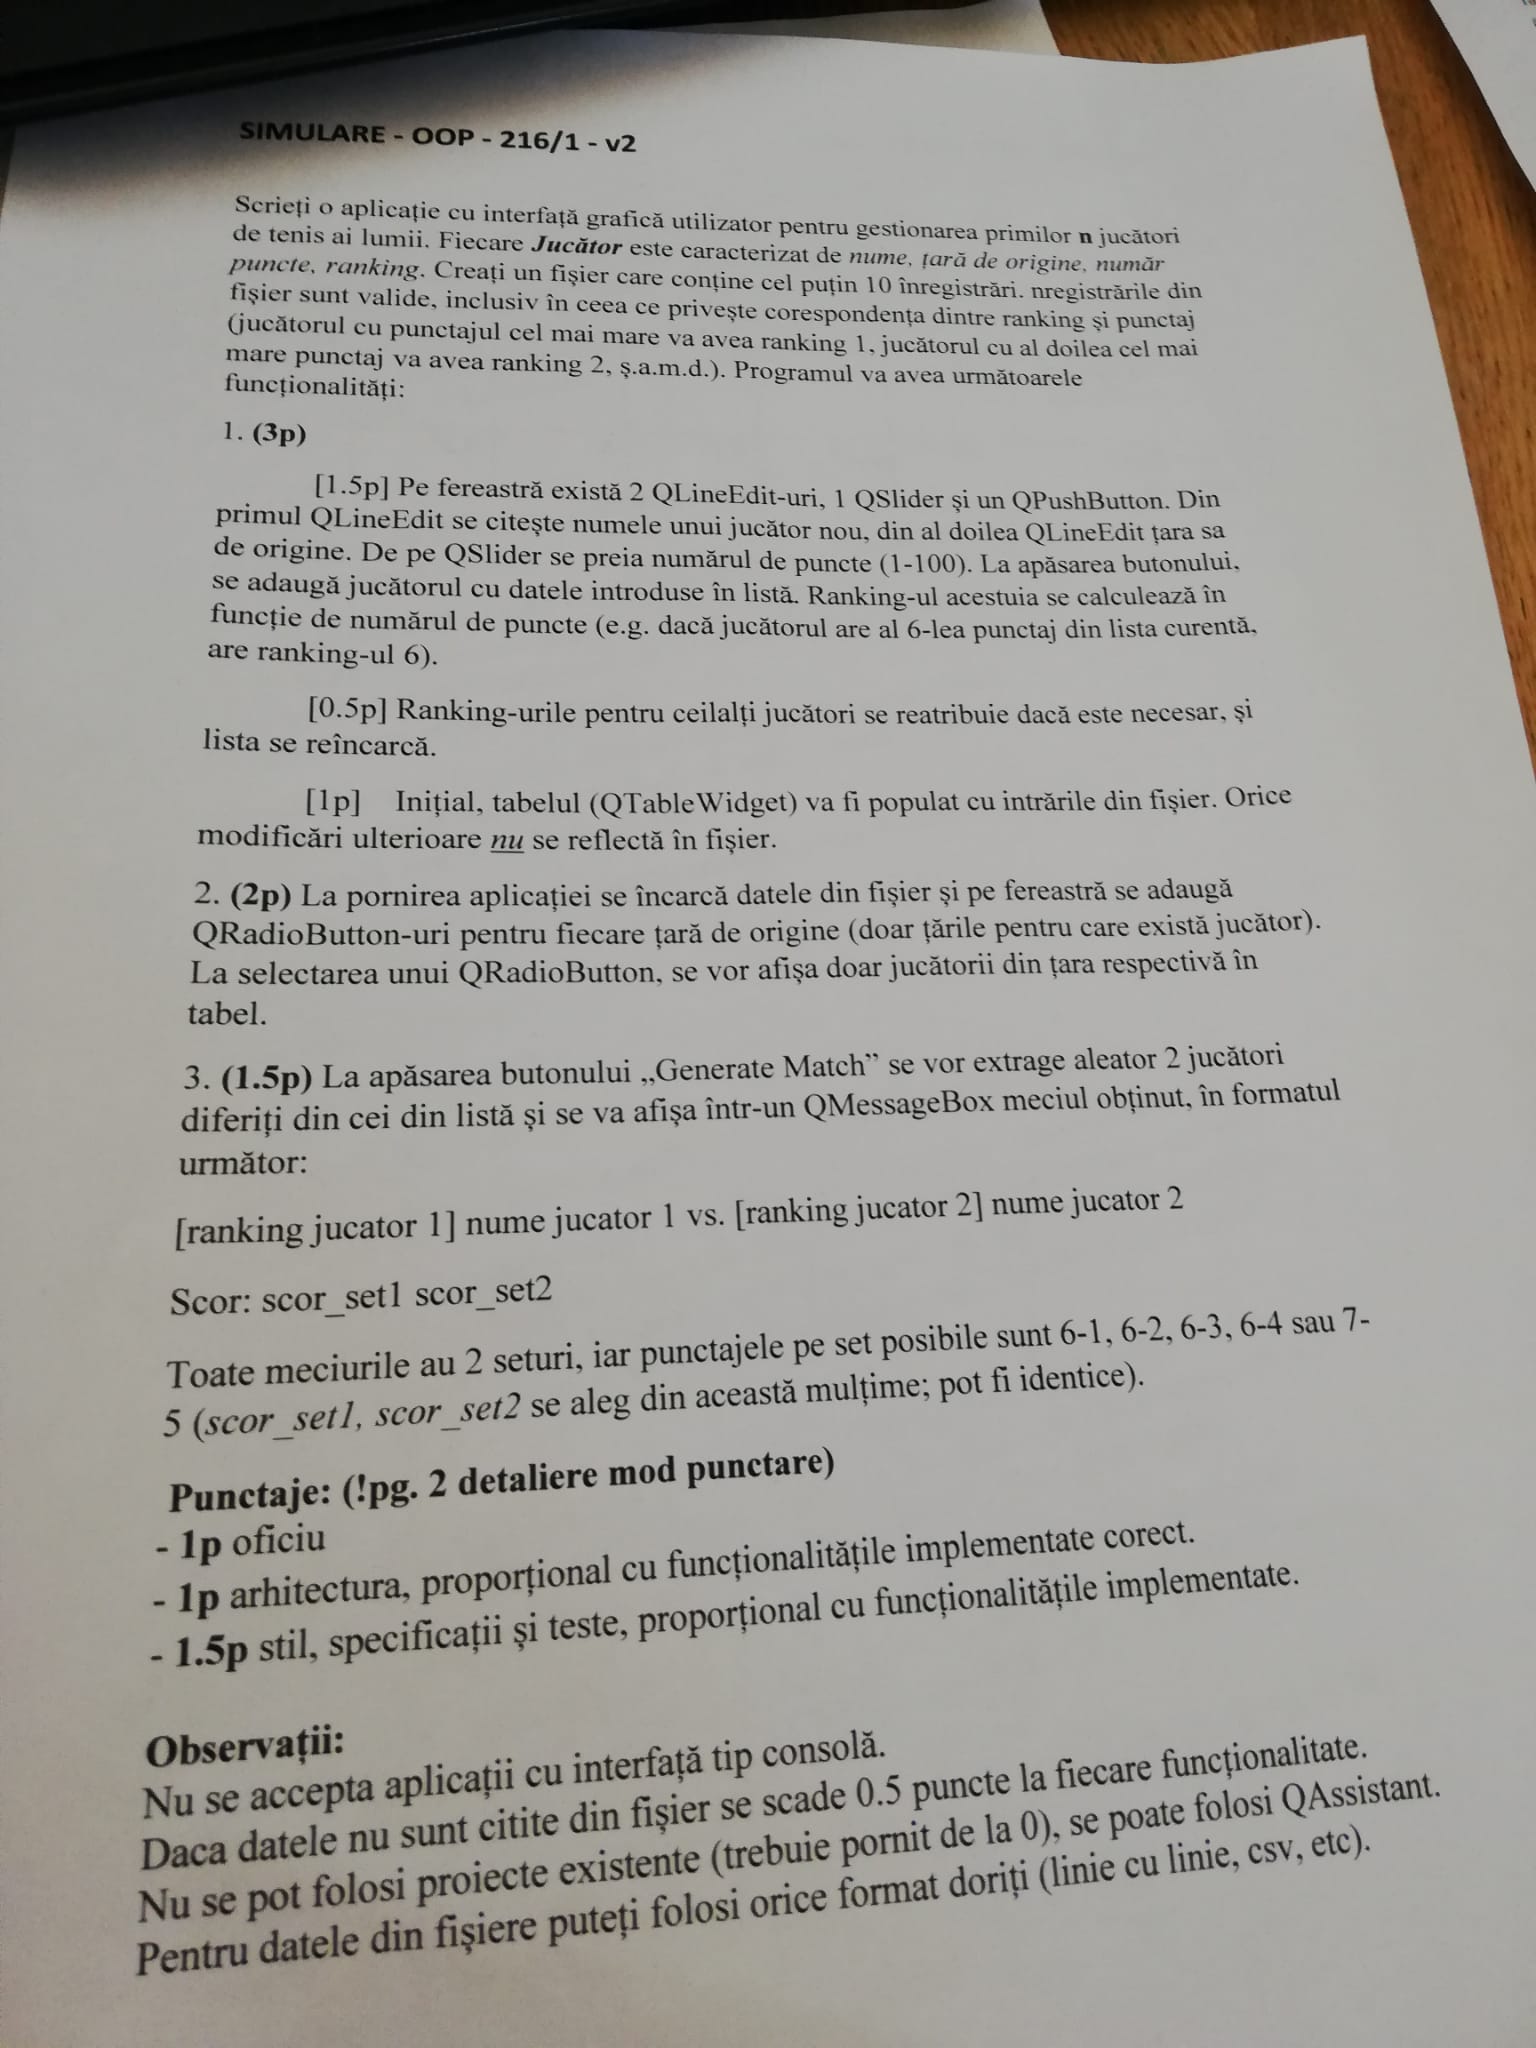 SIMULARE - OOP - 216/1 - v2
Scrieți o aplicație cu interfață grafică utilizator pentru gestionarea primilor n jucători
de tenis ai lumii. Fiecare Jucător este caracterizat de nume, țară de origine, număr
puncte, ranking. Creați un fișier care conține cel puțin 10 înregistrări. nregistrările din
fișier sunt valide, inclusiv în ceea ce privește corespondența dintre ranking și punctaj
(jucătorul cu punctajul cel mai mare va avea ranking 1, jucătorul cu al doilea cel mai
mare punctaj va avea ranking 2, ș.a.m.d.). Programul va avea următoarele
funcționalități:
1. (3p)
[1.5p] Pe fereastră există 2 QLineEdit-uri, 1 QSlider și un QPushButton. Din
primul QLineEdit se citește numele unui jucător nou, din al doilea QLineEdit țara sa
de origine. De pe QSlider se preia numărul de puncte (1-100). La apăsarea butonului,
se adaugă jucătorul cu datele introduse în listă. Ranking-ul acestuia se calculează în
funcție de numărul de puncte (e.g. dacă jucătorul are al 6-lea punctaj din lista curentă,
are ranking-ul 6).
[0.5p] Ranking-urile pentru ceilalți jucători se reatribuie dacă este necesar, și
lista se reîncarcă.
[1p] Inițial, tabelul (QTableWidget) va fi populat cu intrările din fișier. Orice
modificări ulterioare nu se reflectă în fișier.
2. (2p) La pornirea aplicației se încarcă datele din fișier și pe fereastră se adaugă
QRadioButton-uri pentru fiecare țară de origine (doar țările pentru care există jucător).
La selectarea unui QRadioButton, se vor afișa doar jucătorii din țara respectivă în
tabel.
3. (1.5p) La apăsarea butonului „Generate Match” se vor extrage aleator 2 jucători
diferiți din cei din listă și se va afișa într-un QMessageBox meciul obținut, în formatul
următor:
[ranking jucator 1] nume jucator 1 vs. [ranking jucator 2] nume jucator 2
Scor: scor_set1 scor_set2
Toate meciurile au 2 seturi, iar punctajele pe set posibile sunt 6-1, 6-2, 6-3, 6-4 sau 7-
5 (scor_set1, scor_set2 se aleg din această mulțime; pot fi identice).
Punctaje: (!pg. 2 detaliere mod punctare)
- 1p oficiu
- 1p arhitectura, proporțional cu funcționalitățile implementate corect.
- 1.5p stil, specificații și teste, proporțional cu funcționalitățile implementate.
Observații:
Nu se accepta aplicații cu interfață tip consolă.
Daca datele nu sunt citite din fișier se scade 0.5 puncte la fiecare funcționalitate.
Nu se pot folosi proiecte existente (trebuie pornit de la 0), se poate folosi QAssistant.
Pentru datele din fișiere puteți folosi orice format doriți (linie cu linie, csv, etc).